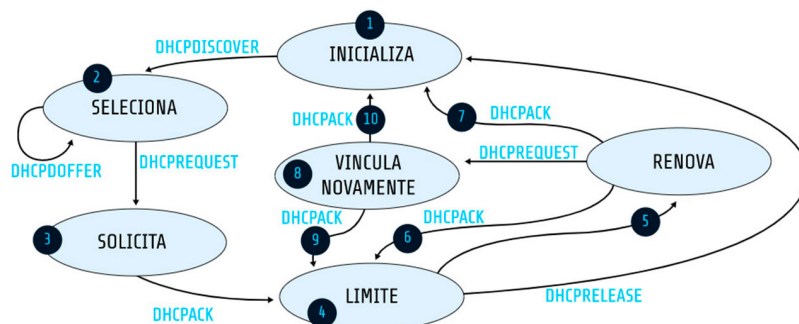 1
INICIALIZA
DHCPDISCOVER
2
SELECIONA
DHCPDOFFER
DHCPREQUEST
3
SOLICITA
DHCPACK
10
DHCPACK
7
DHCPACK
8
VINCULA
NOVAMENTE
DHCPREQUEST
RENOVA
DHCPACK
9
6
DHCPACK
5
4
LIMITE
DHCPRELEASE